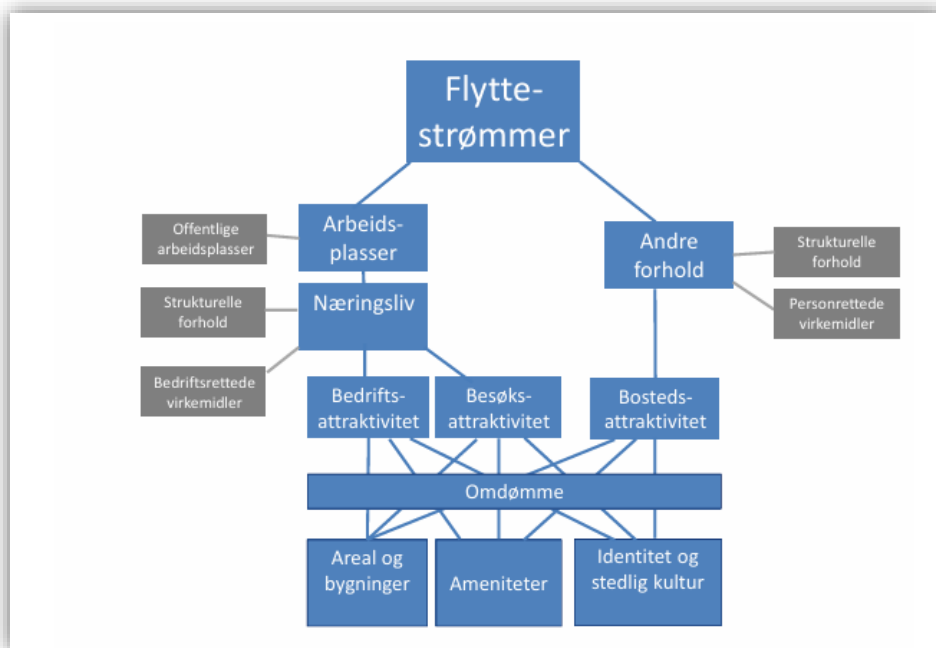 Flytte-
strømmer
Offentlige
arbeidsplasser
Arbeids-
plasser
Andre
forhold
Strukturelle
forhold
Strukturelle
forhold
Næringsliv
Personrettede
virkemidler
Bedriftsrettede
virkemidler
Bedrifts-
attraktivitet
Besøks-
attraktivitet
Bosteds-
attraktivitet
Omdømme
Areal og
bygninger
Ameniteter
Identitet og
stedlig kultur